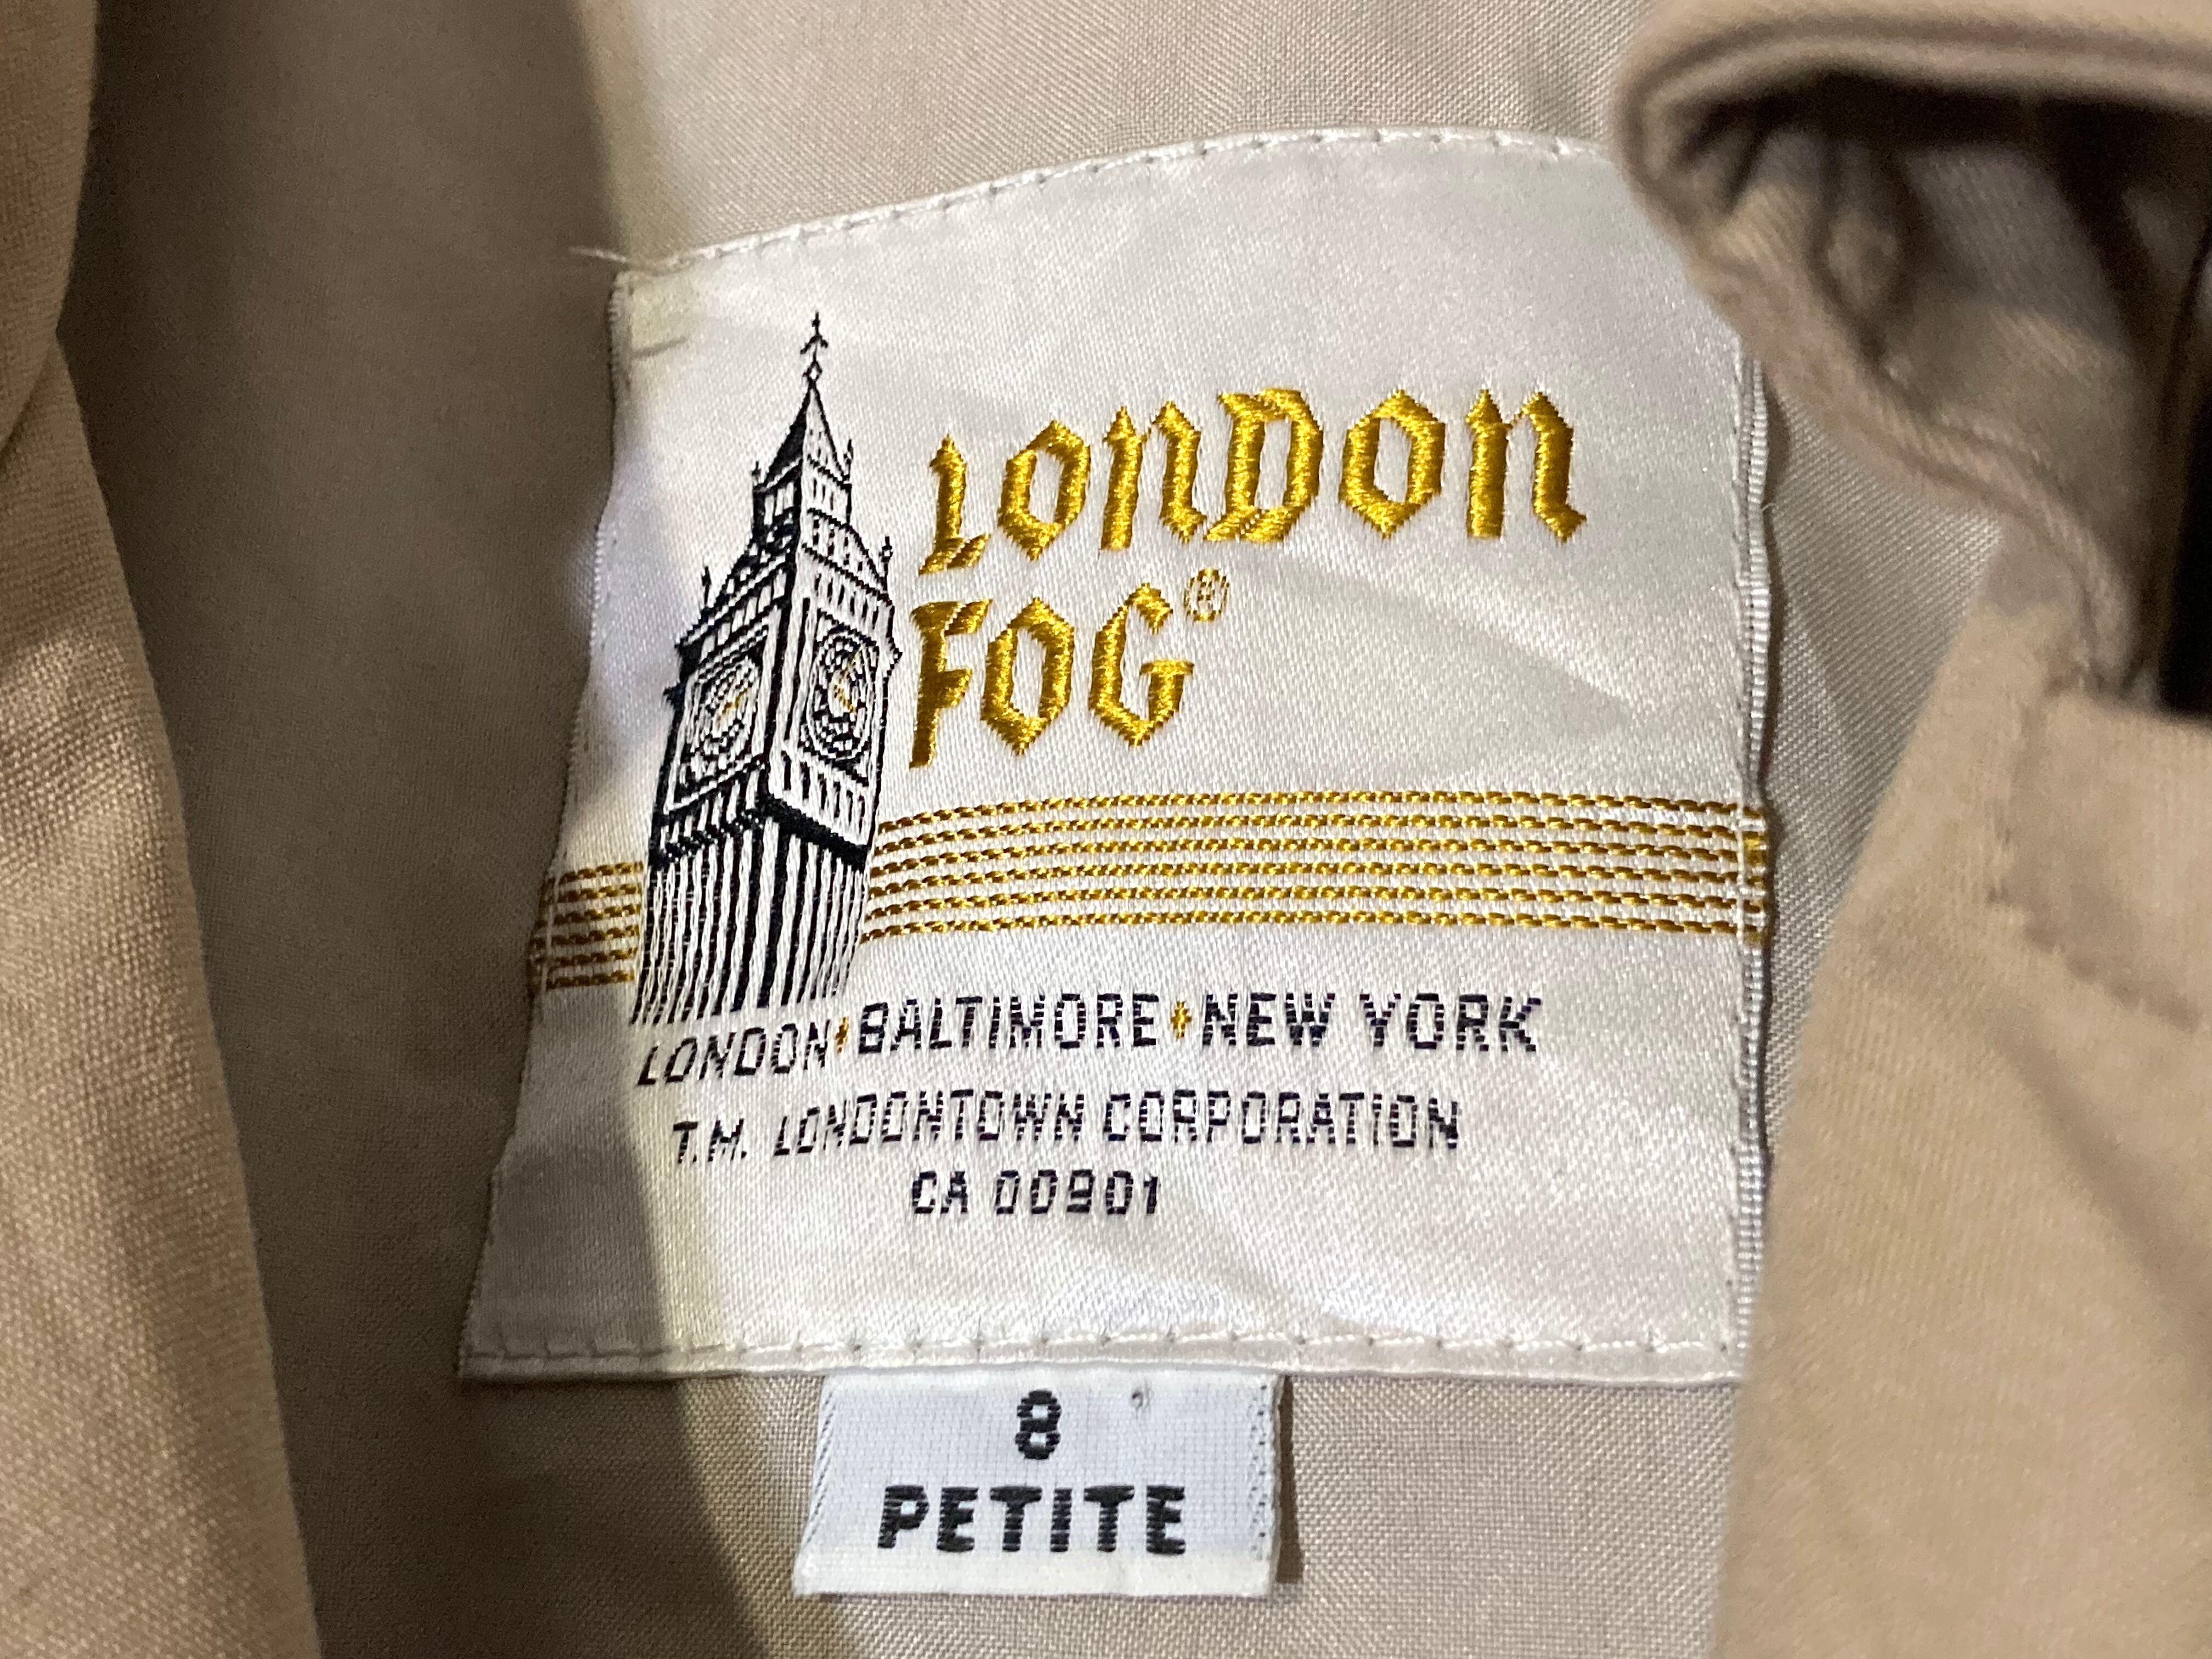 LONDON
FOG®
LONDON♦BALTIMORE♦NEW YORK
T.M. LONDONTOWN CORPORATION
CA 00901
8
PETITE